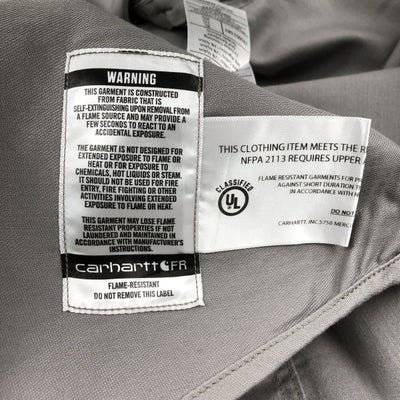 WARNING
THIS GARMENT IS CONSTRUCTED
FROM FABRIC THAT IS
SELF-EXTINGUISHING UPON REMOVAL FROM
A FLAME SOURCE AND MAY PROVIDE A
FEW SECONDS TO REACT TO AN
ACCIDENTAL EXPOSURE.
THE GARMENT IS NOT DESIGNED FOR
EXTENDED EXPOSURE TO FLAME OR
HEAT OR FOR EXPOSURE TO
CHEMICALS, HOT LIQUIDS OR STEAM.
IT SHOULD NOT BE USED FOR FIRE
ENTRY, FIRE FIGHTING OR OTHER
ACTIVITIES INVOLVING EXTENDED
EXPOSURE TO FLAME OR HEAT.
THIS GARMENT MAY LOSE FLAME
RESISTANT PROPERTIES IF NOT
LAUNDERED AND MAINTAINED IN
ACCORDANCE WITH MANUFACTURER'S
INSTRUCTIONS.
carhartt FR
FLAME-RESISTANT
DO NOT REMOVE THIS LABEL
THIS CLOTHING ITEM MEETS THE
NFPA 2113 REQUIRES UPPER
CLASSIFIED
UL
FLAME RESISTANT GARMENTS FOR
AGAINST SHORT DURATION
IN ACCORDANCE WITH
DO NOT
CARHARTT, INC.5750